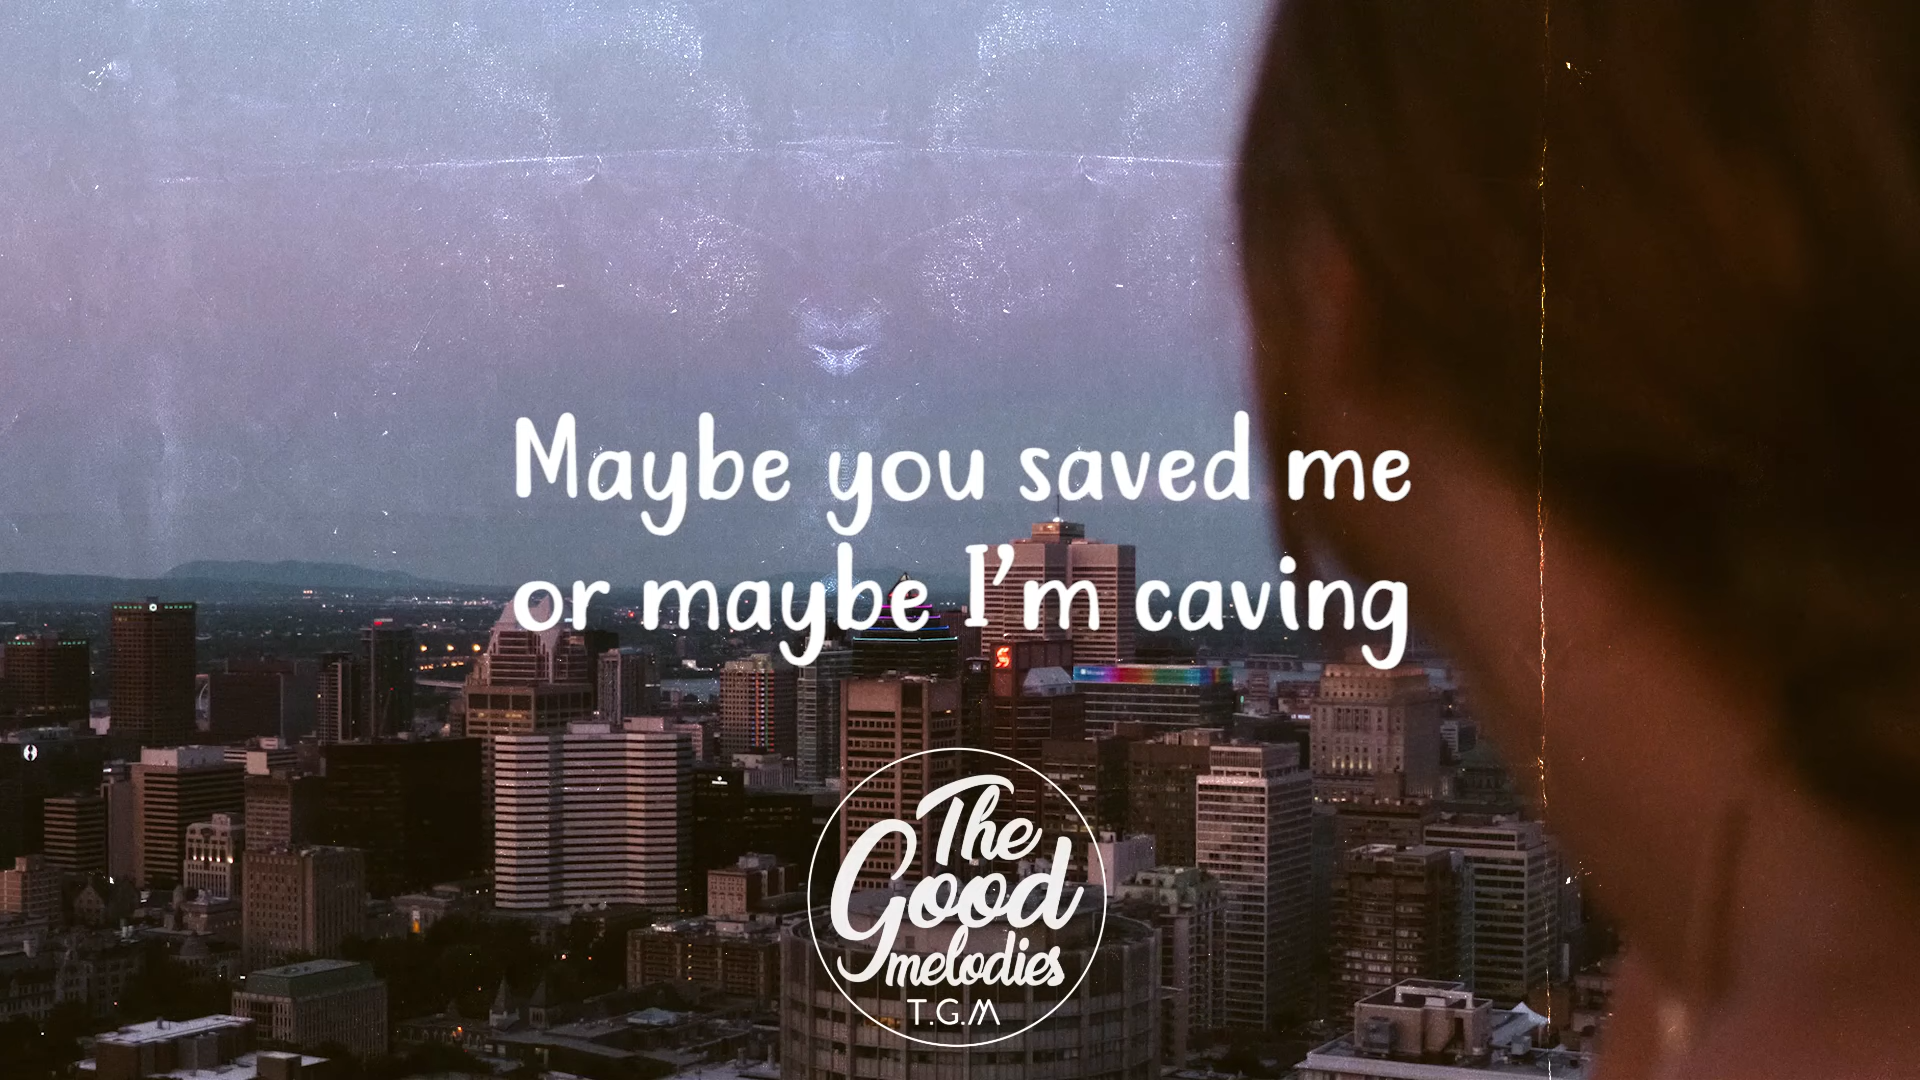 Maybe you saved me
or maybe I'm caving
The
Good
melodies
T.G.M